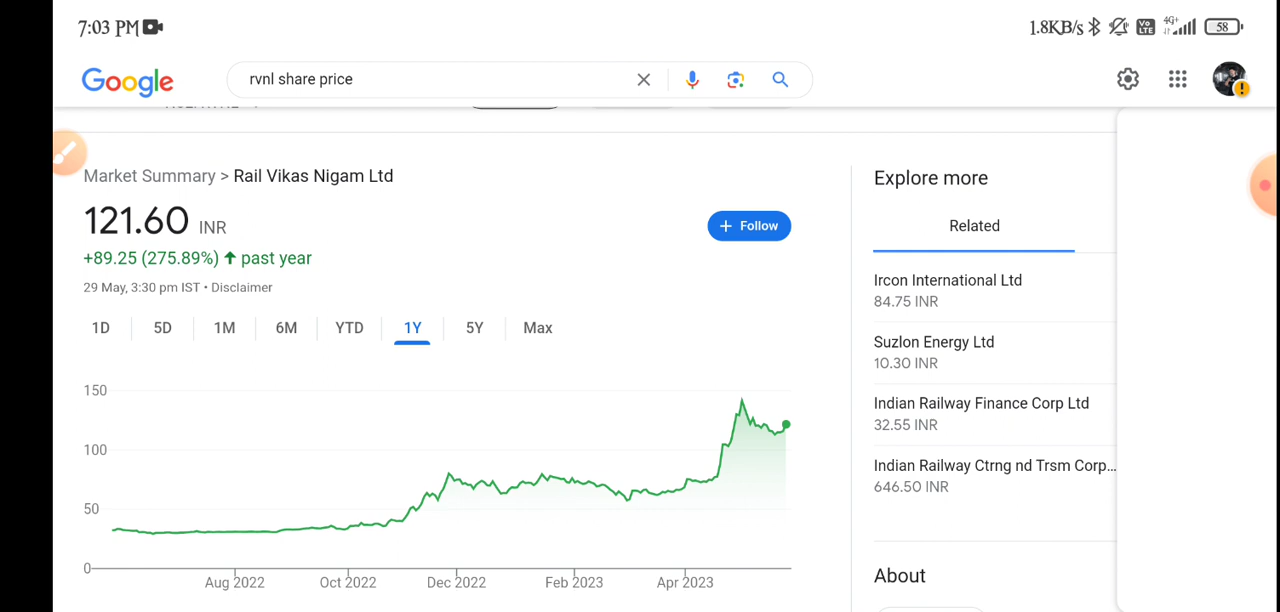 7:03 PM
1.8KB/s Vo LTE 4G+ 58
Google
rvnl share price
Market Summary > Rail Vikas Nigam Ltd
121.60 INR
+ Follow
+89.25 (275.89%) past year
29 May, 3:30 pm IST • Disclaimer
1D 5D 1M 6M YTD 1Y 5Y Max
150
100
50
0
Aug 2022 Oct 2022 Dec 2022 Feb 2023 Apr 2023
Explore more
Related
Ircon International Ltd
84.75 INR
Suzlon Energy Ltd
10.30 INR
Indian Railway Finance Corp Ltd
32.55 INR
Indian Railway Ctrng nd Trsm Corp...
646.50 INR
About